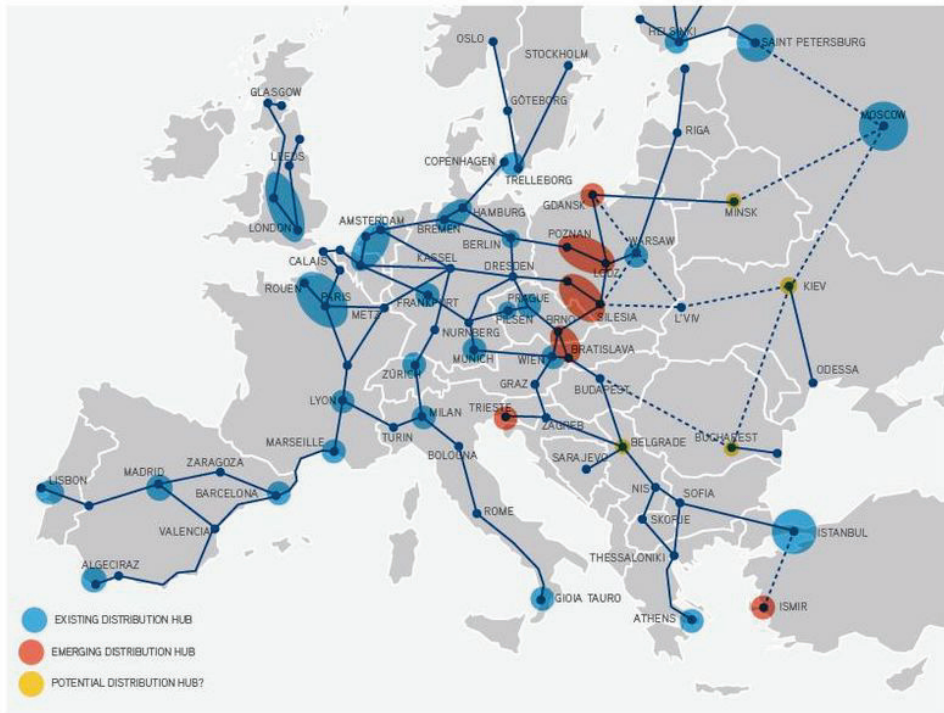 HELSINKI
SAINT PETERSBURG
OSLO
STOCKHOLM
GLASGOW
GÖTEBORG
MOSCOW
RIGA
LEEDS
COPENHAGEN
TRELLEBORG
GDANSK
MINSK
LONDON
AMSTERDAM
HAMBURG
BREMEN
BERLIN
POZNAN
WARSAW
CALAIS
KASSEL
DRESDEN
LODZ
ROUEN
PARIS
METZ
FRANKFURT
PRAGUE
PILSEN
BRNO
SILESIA
L'VIV
KIEV
NURNBERG
MUNICH
WIEN
BRATISLAVA
ZÜRICH
GRAZ
BUDAPEST
ODESSA
LYON
MILAN
TRIESTE
ZAGREB
TURIN
BOLOGNA
MARSEILLE
BELGRADE
BUCHAREST
SARAJEVO
LISBON
MADRID
ZARAGOZA
BARCELONA
NIS
SOFIA
ROME
SKOPJE
VALENCIA
ISTANBUL
THESSALONIKI
ALGECIRAZ
GIOIA TAURO
ATHENS
ISMIR
EXISTING DISTRIBUTION HUB
EMERGING DISTRIBUTION HUB
POTENTIAL DISTRIBUTION HUB?